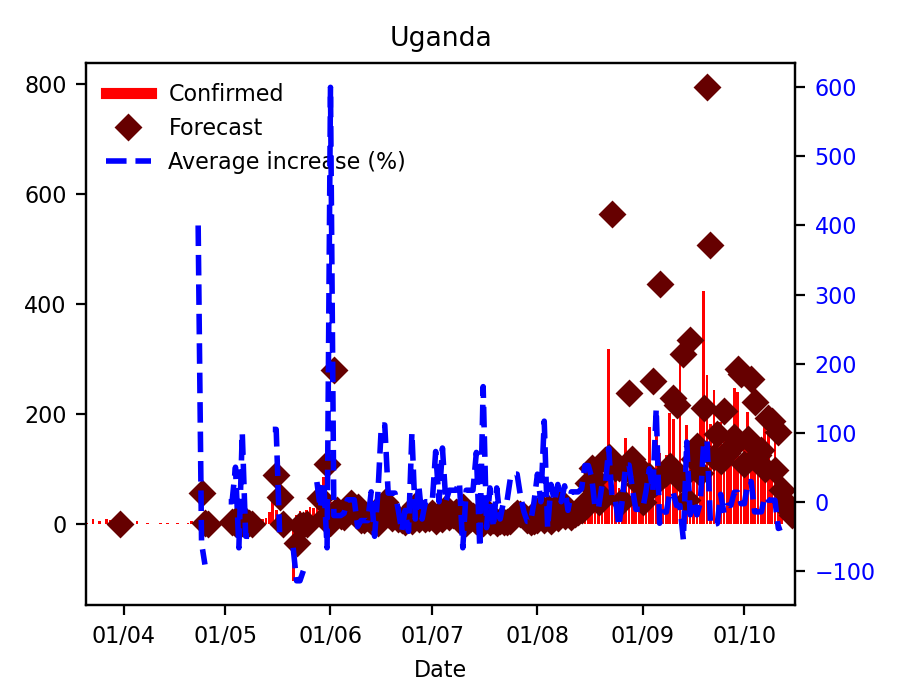 Uganda
800
600
400
200
0
600
500
400
300
200
100
0
−100
Confirmed
Forecast
Average increase (%)
01/04 01/05 01/06 01/07 01/08 01/09 01/10
Date